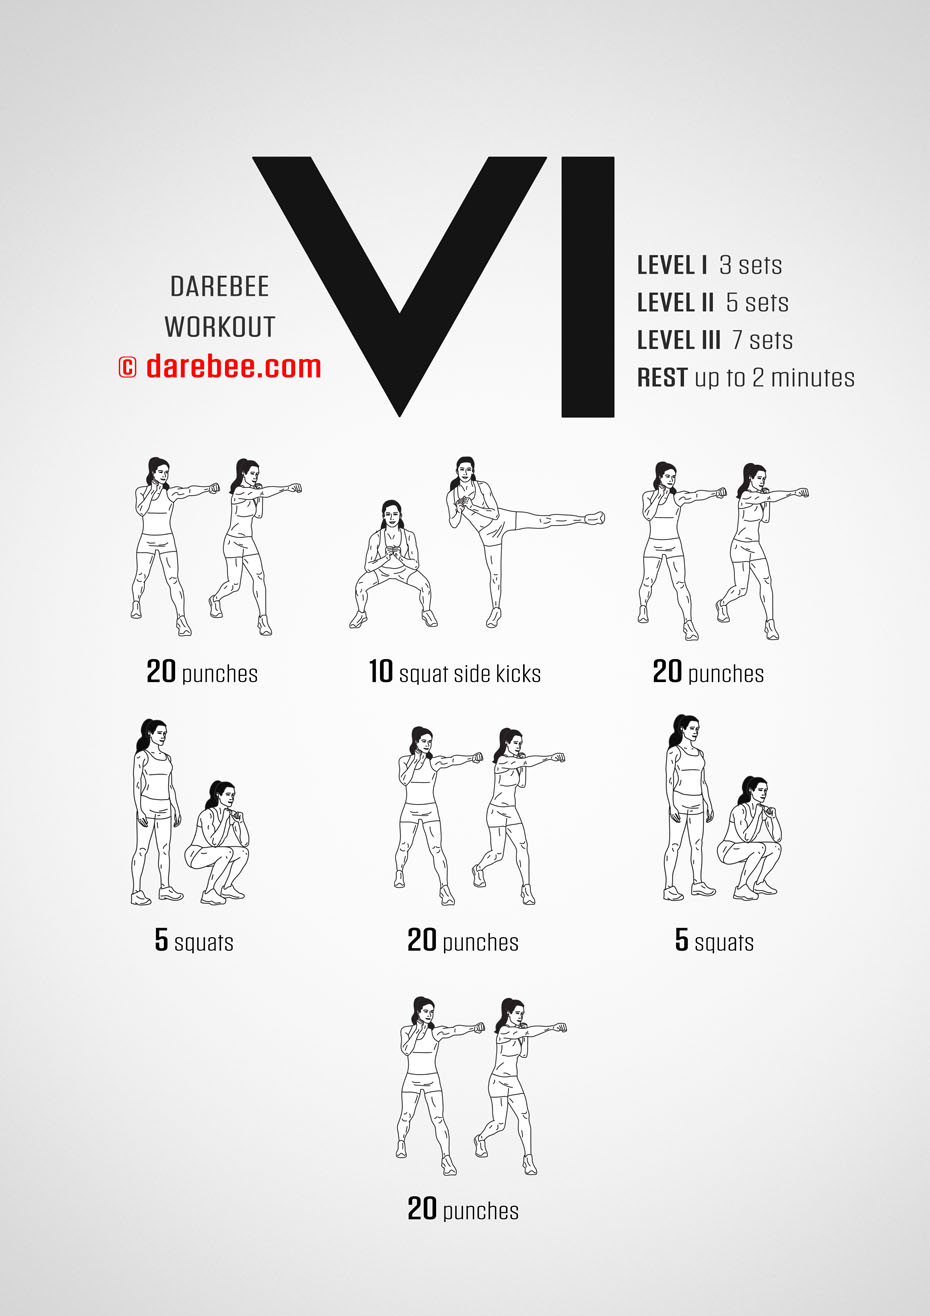 VI
DAREBEE
WORKOUT
© darebee.com
LEVEL I 3 sets
LEVEL II 5 sets
LEVEL III 7 sets
REST up to 2 minutes
20 punches
10 squat side kicks
20 punches
5 squats
20 punches
5 squats
20 punches